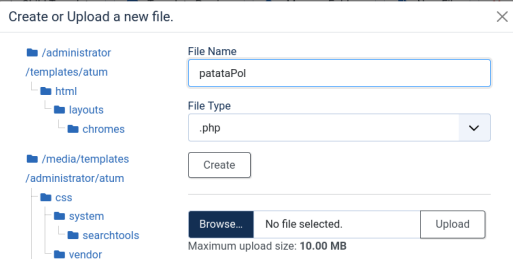 Create or Upload a new file.
/administrator
/templates/atum
html
layouts
chromes
/media/templates
/administrator/atum
css
system
searchtools
vendor
File Name
patataPol
File Type
.php
Create
Browse... No file selected. Upload
Maximum upload size: 10.00 MB